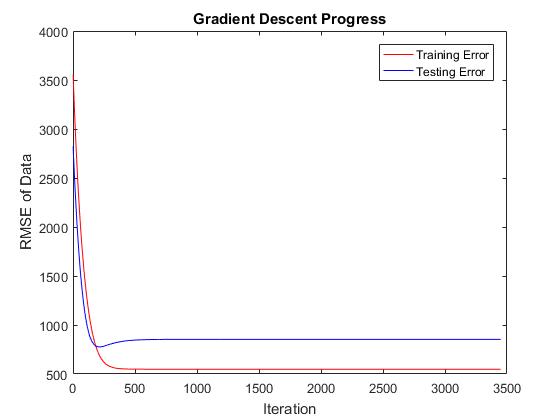 Gradient Descent Progress
4000
3500
3000
2500
2000
1500
1000
500
RMSE of Data
Training Error
Testing Error
0 500 1000 1500 2000 2500 3000 3500
Iteration